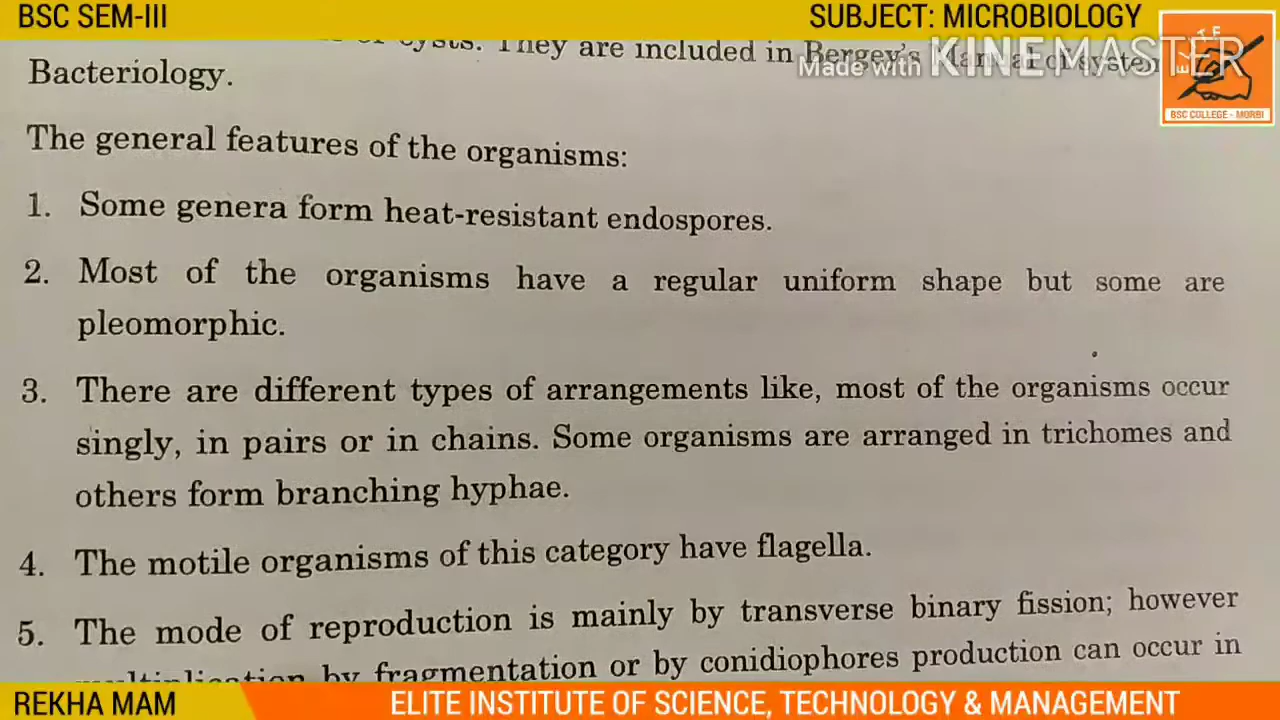 BSC SEM-III
SUBJECT: MICROBIOLOGY
cysts. They are included in Bergey's
Made with KINEMASTER
E I T F
BSC COLLEGE - MORBI
Bacteriology.
The general features of the organisms:
1. Some genera form heat-resistant endospores.
2. Most of the organisms have a regular uniform shape but some are
pleomorphic.
3. There are different types of arrangements like, most of the organisms occur
singly, in pairs or in chains. Some organisms are arranged in trichomes and
others form branching hyphae.
4. The motile organisms of this category have flagella.
5. The mode of reproduction is mainly by transverse binary fission; however
multiplication by fragmentation or by conidiophores production can occur in
REKHA MAM
ELITE INSTITUTE OF SCIENCE, TECHNOLOGY & MANAGEMENT